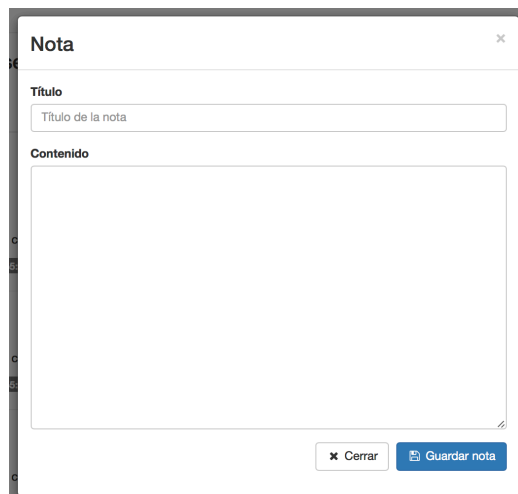 Nota
×
Título
Título de la nota
Contenido
✖ Cerrar
Guardar nota